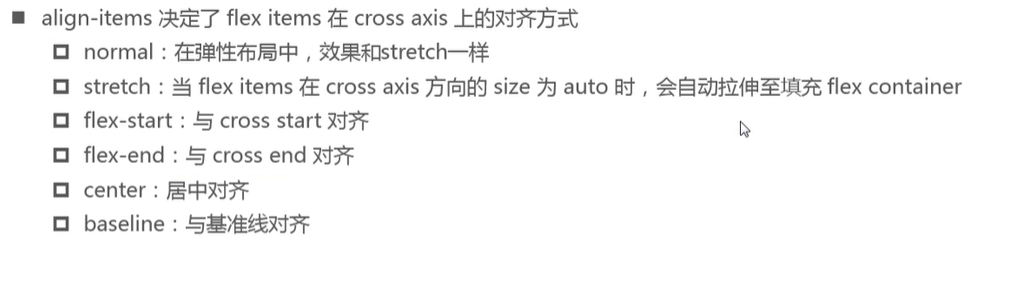 ■ align-items 决定了 flex items 在 cross axis 上的对齐方式
□ normal：在弹性布局中，效果和stretch一样
□ stretch：当 flex items 在 cross axis 方向的 size 为 auto 时，会自动拉伸至填充 flex container
□ flex-start：与 cross start 对齐
□ flex-end：与 cross end 对齐
□ center：居中对齐
□ baseline：与基准线对齐